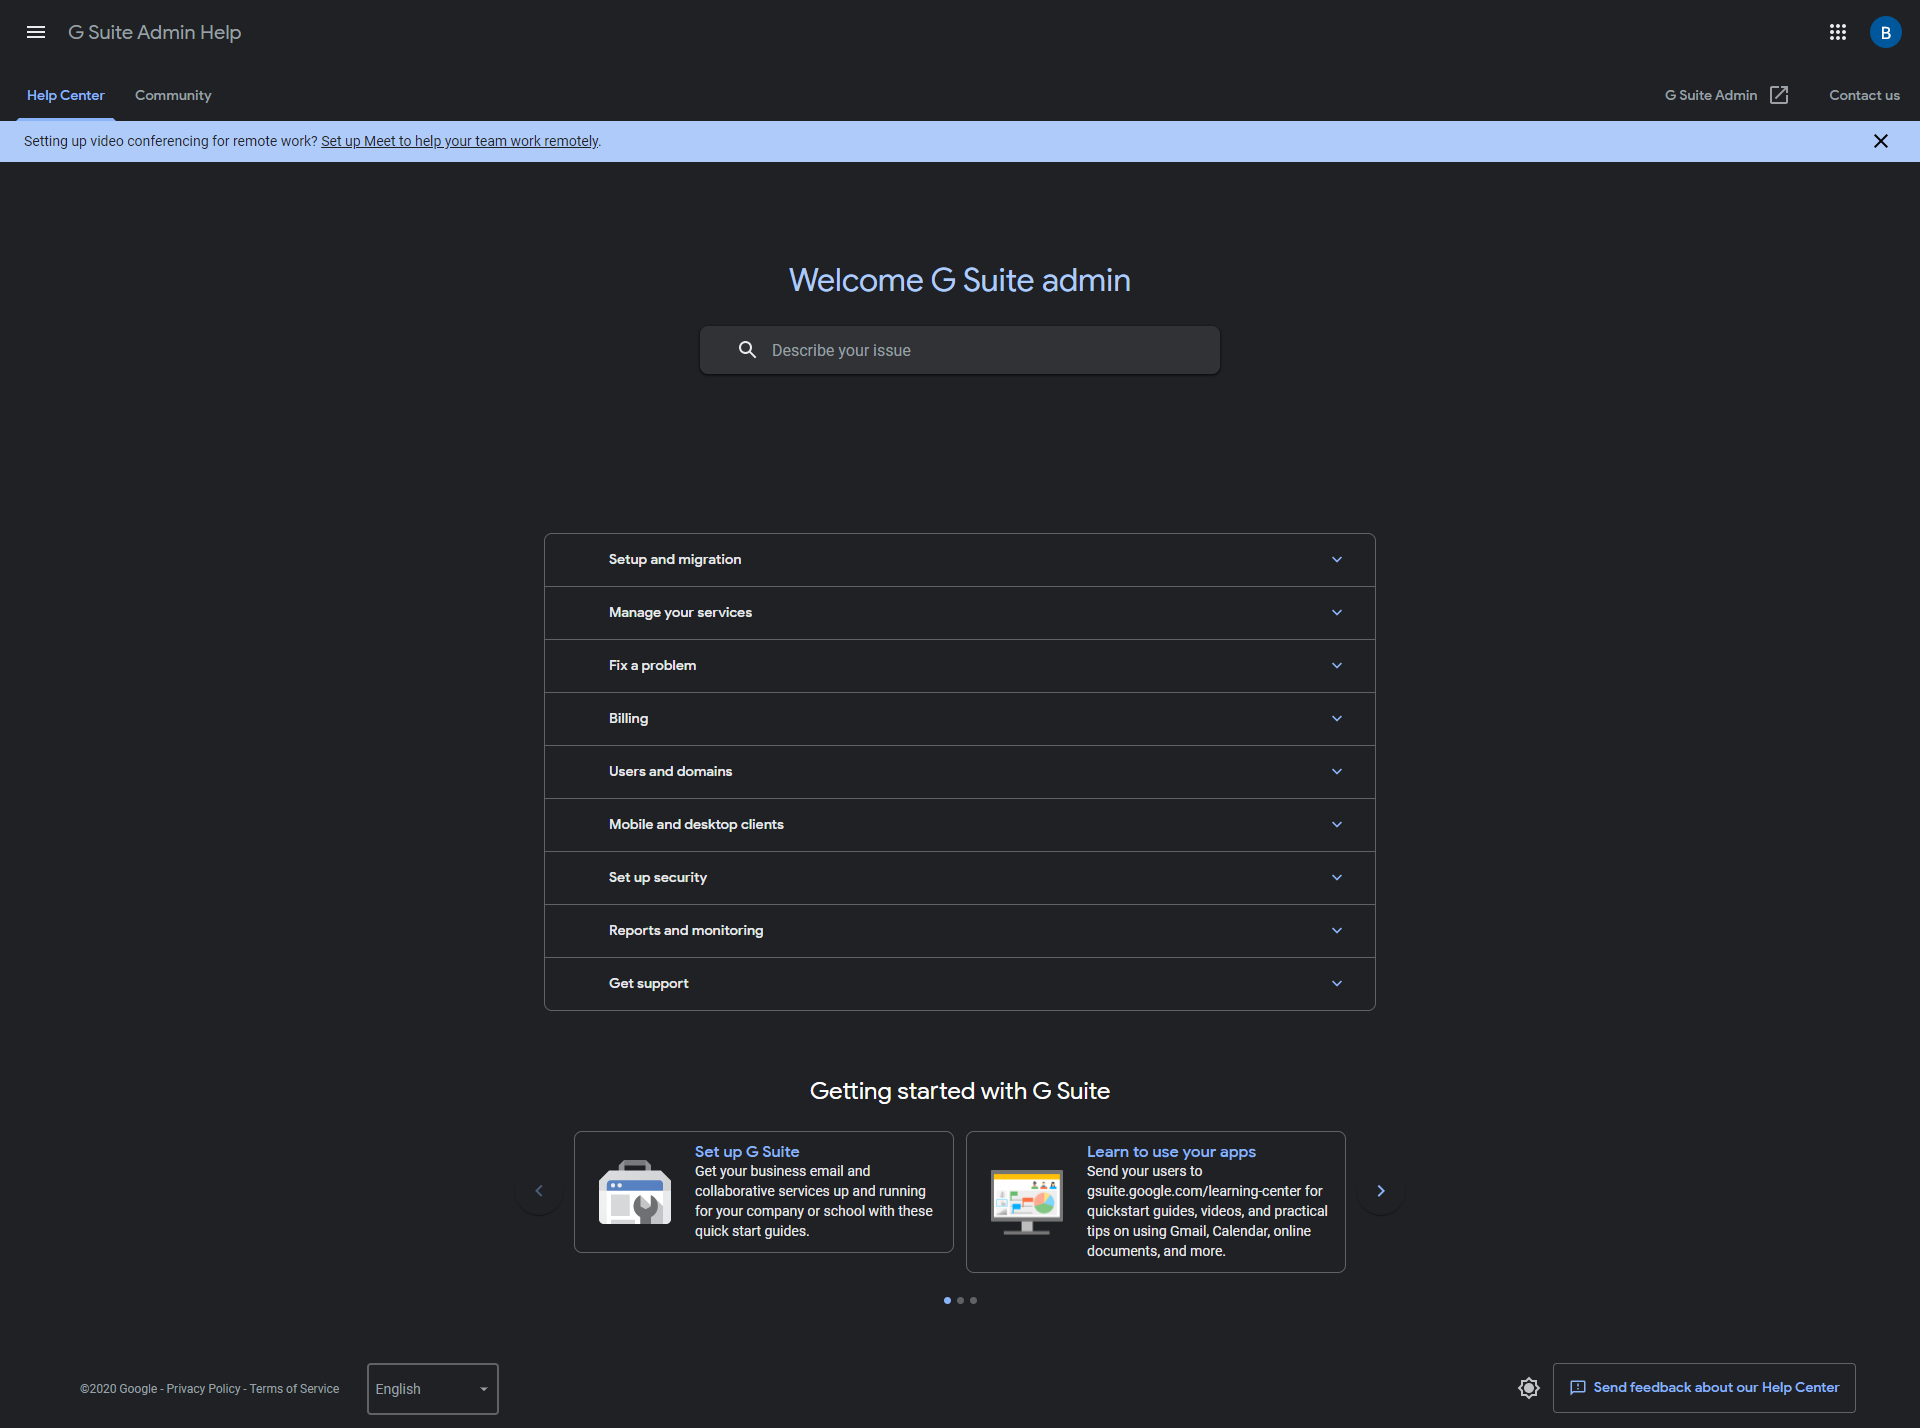 G Suite Admin Help
B
Help Center
Community
G Suite Admin
Contact us
Setting up video conferencing for remote work? Set up Meet to help your team work remotely.
Welcome G Suite admin
Describe your issue
Setup and migration
Manage your services
Fix a problem
Billing
Users and domains
Mobile and desktop clients
Set up security
Reports and monitoring
Get support
Getting started with G Suite
Set up G Suite
Get your business email and
collaborative services up and running
for your company or school with these
quick start guides.
Learn to use your apps
Send your users to
gsuite.google.com/learning-center for
quickstart guides, videos, and practical
tips on using Gmail, Calendar, online
documents, and more.
©2020 Google - Privacy Policy - Terms of Service
English
Send feedback about our Help Center